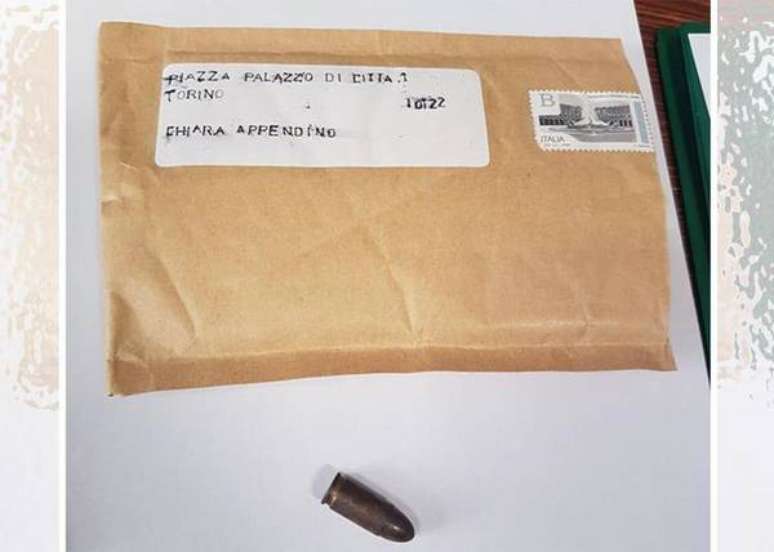 PIAZZA PALAZZO DI CITTA.1
TORINO
10122
CHIARA APPENDINO
B
ITALIA